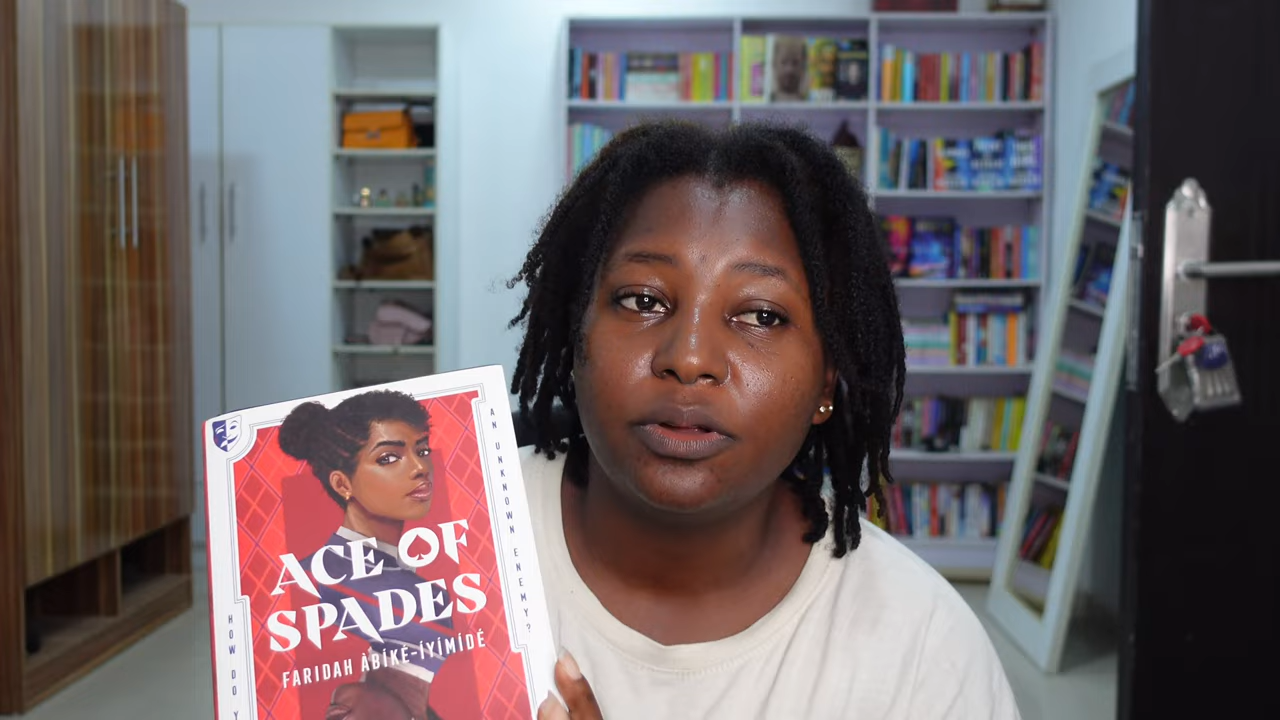 ACE OF
SPADES
FARIDAH ÀBÍKÉ-ÍYÍMÍDÉ
AN UNKNOWN ENEMY?
HOW DO Y